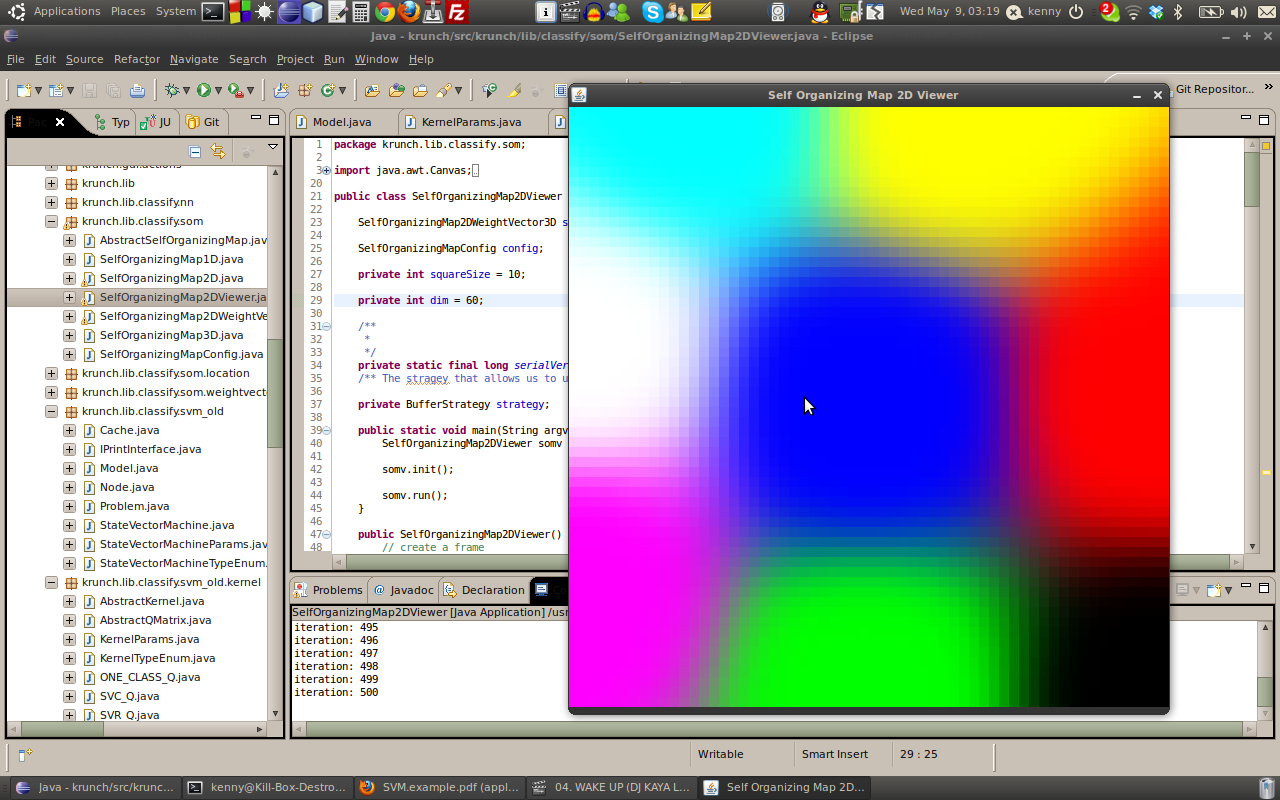 Applications Places System
Wed May 9, 03:19 kenny 2
Java - krunch/src/krunch/lib/classify/som/SelfOrganizingMap2DViewer.java - Eclipse
File Edit Source Refactor Navigate Search Project Run Window Help
Git Repositor...
Self Organizing Map 2D Viewer
Typ JU Git
Model.java KernelParams.java
krunch.lib
krunch.lib.classify.nn
krunch.lib.classify.som
AbstractSelfOrganizingMap.jav
SelfOrganizingMap1D.java
SelfOrganizingMap2D.java
SelfOrganizingMap2DViewer.ja
SelfOrganizingMap2DWeightVe
SelfOrganizingMap3D.java
SelfOrganizingMapConfig.java
krunch.lib.classify.som.location
krunch.lib.classify.som.weightvect
krunch.lib.classify.svm_old
Cache.java
IPrintInterface.java
Model.java
Node.java
Problem.java
StateVectorMachine.java
StateVectorMachineParams.jav
StateVectorMachineTypeEnum.
krunch.lib.classify.svm_old.kernel
AbstractKernel.java
AbstractQMatrix.java
KernelParams.java
KernelTypeEnum.java
ONE_CLASS_Q.java
SVC_Q.java
SVR_Q.java
1 package krunch.lib.classify.som;
2
3 import java.awt.Canvas;
20
21 public class SelfOrganizingMap2DViewer
22
23 SelfOrganizingMap2DWeightVector3D s
24
25 SelfOrganizingMapConfig config;
26
27 private int squareSize = 10;
28
29 private int dim = 60;
30
31 /**
32 *
33 */
34 private static final long serialVer
35 /** The stragey that allows us to u
36
37 private BufferStrategy strategy;
38
39 public static void main(String argv
40 SelfOrganizingMap2DViewer somv
41
42 somv.init();
43
44 somv.run();
45 }
46
47 public SelfOrganizingMap2DViewer()
48 // create a frame
Problems Javadoc Declaration
SelfOrganizingMap2DViewer [Java Application] /usr
iteration: 495
iteration: 496
iteration: 497
iteration: 498
iteration: 499
iteration: 500
Writable Smart Insert 29 : 25
Java - krunch/src/krunc... kenny@Kill-Box-Destro... SVM.example.pdf (appl... 04. WAKE UP (DJ KAYA L... Self Organizing Map 2D...